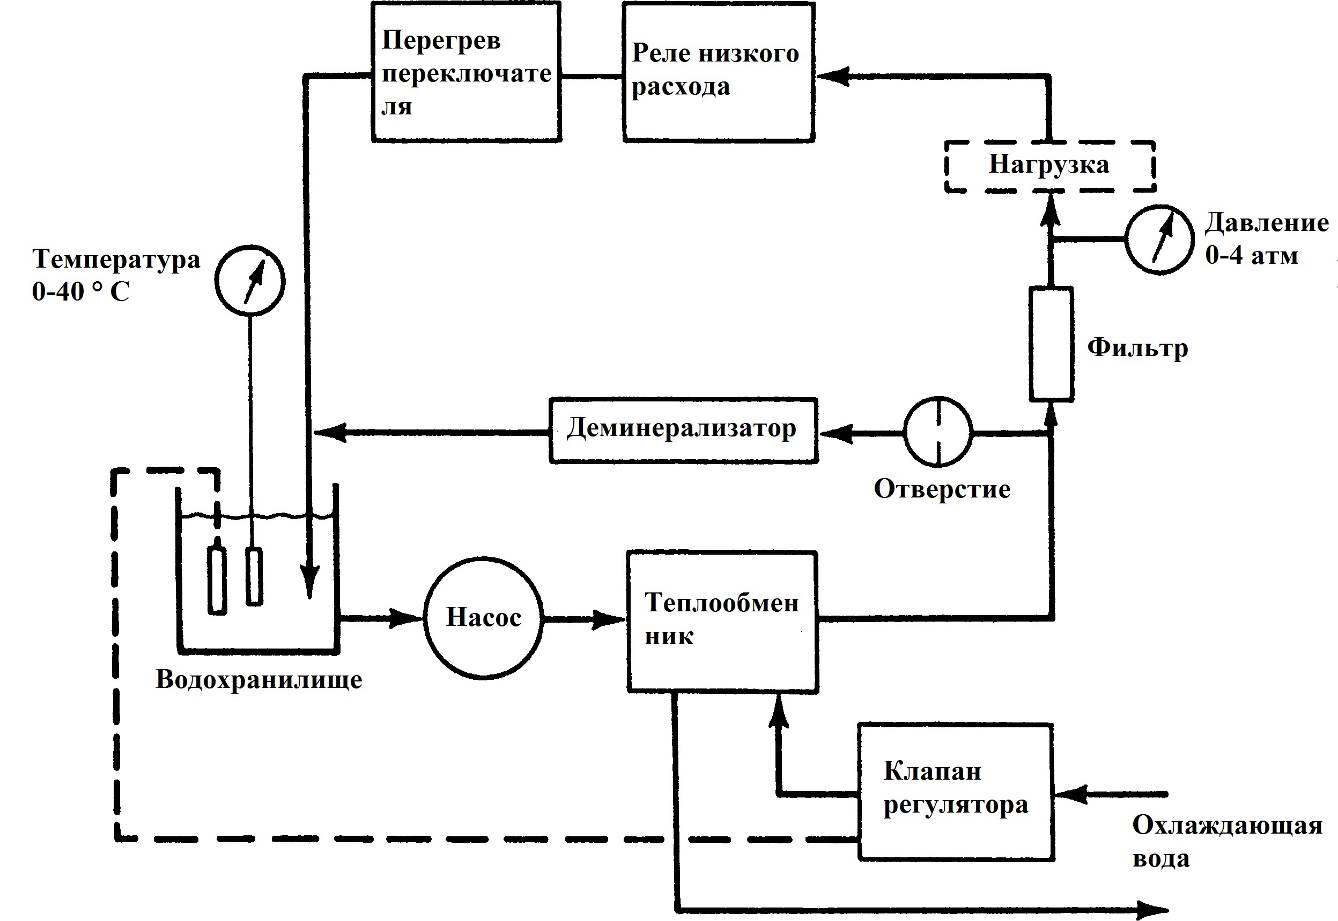 Перегрев
переключате
ля
Реле низкого
расхода
Нагрузка
Давление
0-4 атм
Температура
0-40 ° C
Фильтр
Деминерализатор
Отверстие
Насос
Теплообмен
ник
Водохранилище
Клапан
регулятора
Охлаждающая
вода